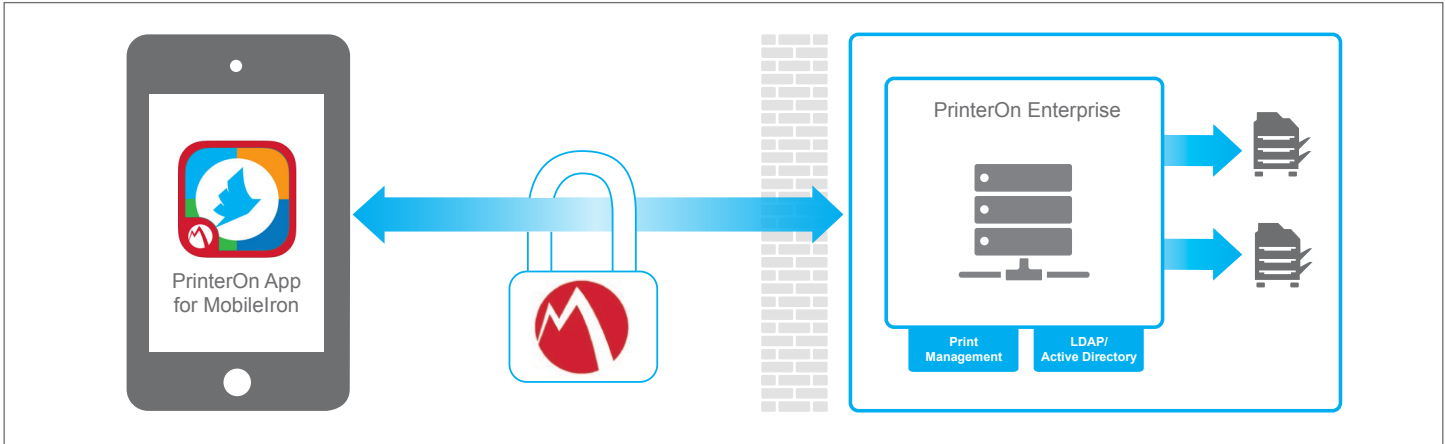 PrinterOn App
for MobileIron
PrinterOn Enterprise
Print
Management
LDAP/
Active Directory